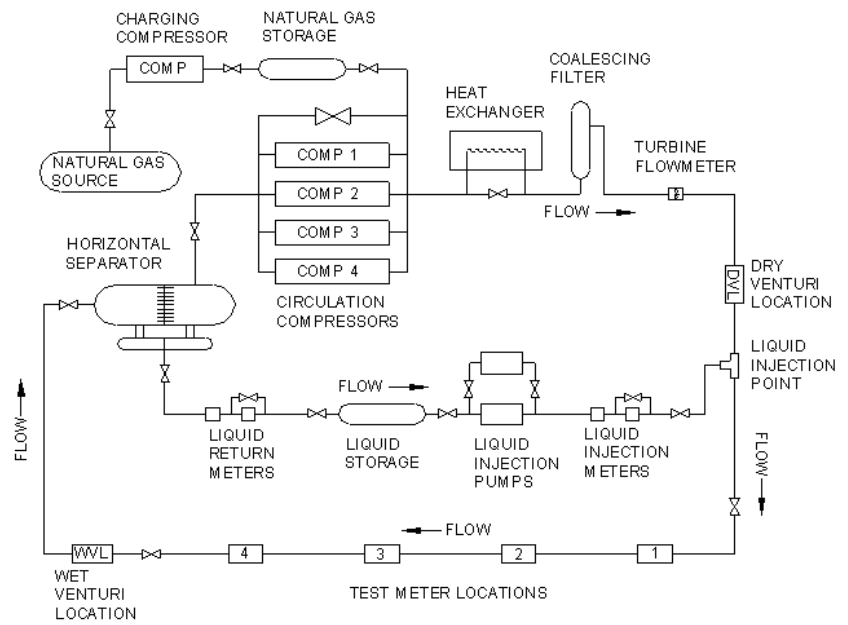 CHARGING
COMPRESSOR
COMP
NATURAL GAS
STORAGE
NATURAL GAS
SOURCE
COMP 1
COMP 2
COMP 3
COMP 4
CIRCULATION
COMPRESSORS
HEAT
EXCHANGER
COALESCING
FILTER
TURBINE
FLOWMETER
FLOW
HORIZONTAL
SEPARATOR
DVL
DRY
VENTURI
LOCATION
LIQUID
INJECTION
POINT
FLOW
LIQUID
RETURN
METERS
LIQUID
STORAGE
LIQUID
INJECTION
PUMPS
LIQUID
INJECTION
METERS
FLOW
FLOW
FLOW
WVL
4
3
2
1
WET
VENTURI
LOCATION
TEST METER LOCATIONS